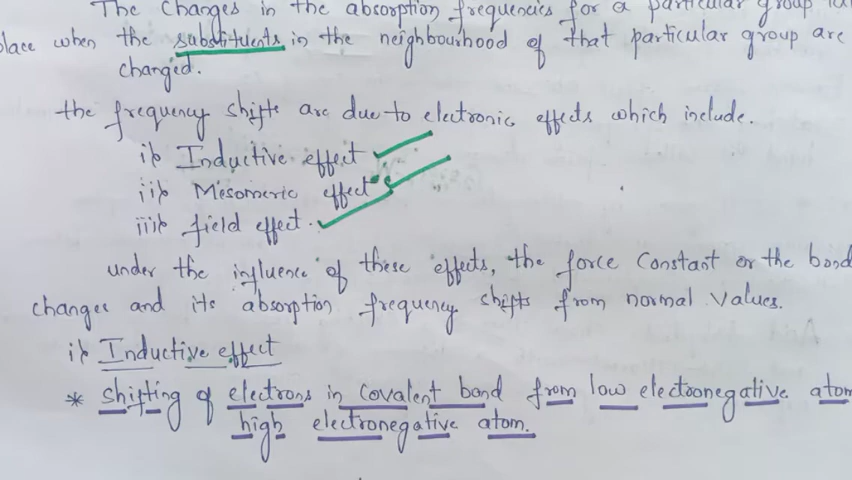 The Changes in the absorption frequencies for a particular group
place when the substituents in the neighbourhood of that particular group are
changed.
the frequency shifts are due to electronic effects which include.
i) Inductive effect
ii) Mesomeric effect
iii) field effect.
under the influence of these effects, the force Constant or the bond
changes and its absorption frequency shifts from normal values.
i) Inductive effect
* shifting of electrons in covalent bond from low electronegative atom
high electronegative atom.